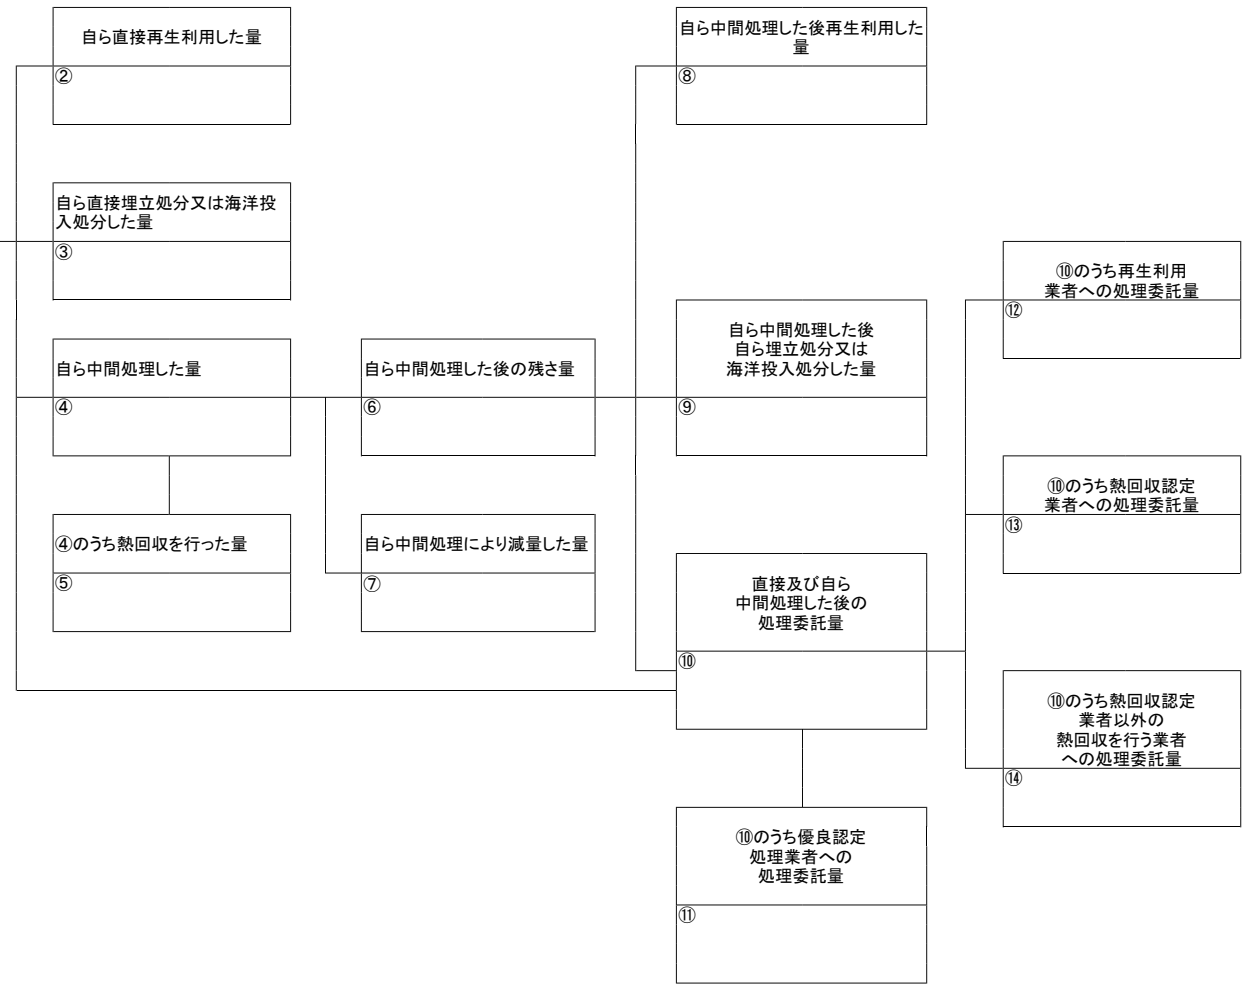 自ら直接再生利用した量
②
自ら直接埋立処分又は海洋投
入処分した量
③
自ら中間処理した量
④
④のうち熱回収を行った量
⑤
自ら中間処理した後の残さ量
⑥
自ら中間処理により減量した量
⑦
自ら中間処理した後再生利用した
量
⑧
自ら中間処理した後
自ら埋立処分又は
海洋投入処分した量
⑨
直接及び自ら
中間処理した後の
処理委託量
⑩
⑩のうち優良認定
処理業者への
処理委託量
⑪
⑩のうち再生利用
業者への処理委託量
⑫
⑩のうち熱回収認定
業者への処理委託量
⑬
⑩のうち熱回収認定
業者以外の
熱回収を行う業者
への処理委託量
⑭